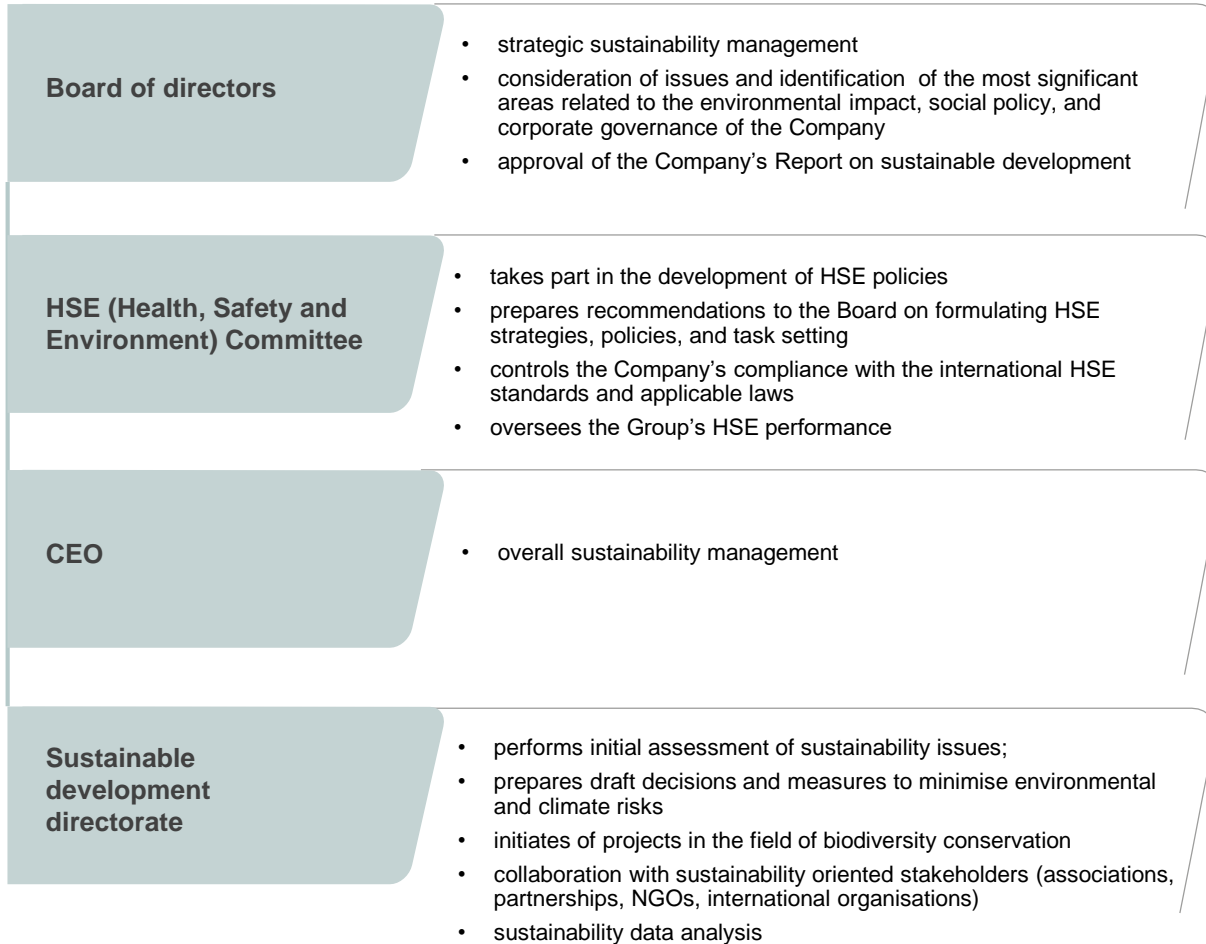 Board of directors
• strategic sustainability management
• consideration of issues and identification of the most significant
areas related to the environmental impact, social policy, and
corporate governance of the Company
• approval of the Company’s Report on sustainable development
HSE (Health, Safety and
Environment) Committee
• takes part in the development of HSE policies
• prepares recommendations to the Board on formulating HSE
strategies, policies, and task setting
• controls the Company’s compliance with the international HSE
standards and applicable laws
• oversees the Group’s HSE performance
CEO
• overall sustainability management
Sustainable
development
directorate
• performs initial assessment of sustainability issues;
• prepares draft decisions and measures to minimise environmental
and climate risks
• initiates of projects in the field of biodiversity conservation
• collaboration with sustainability oriented stakeholders (associations,
partnerships, NGOs, international organisations)
• sustainability data analysis